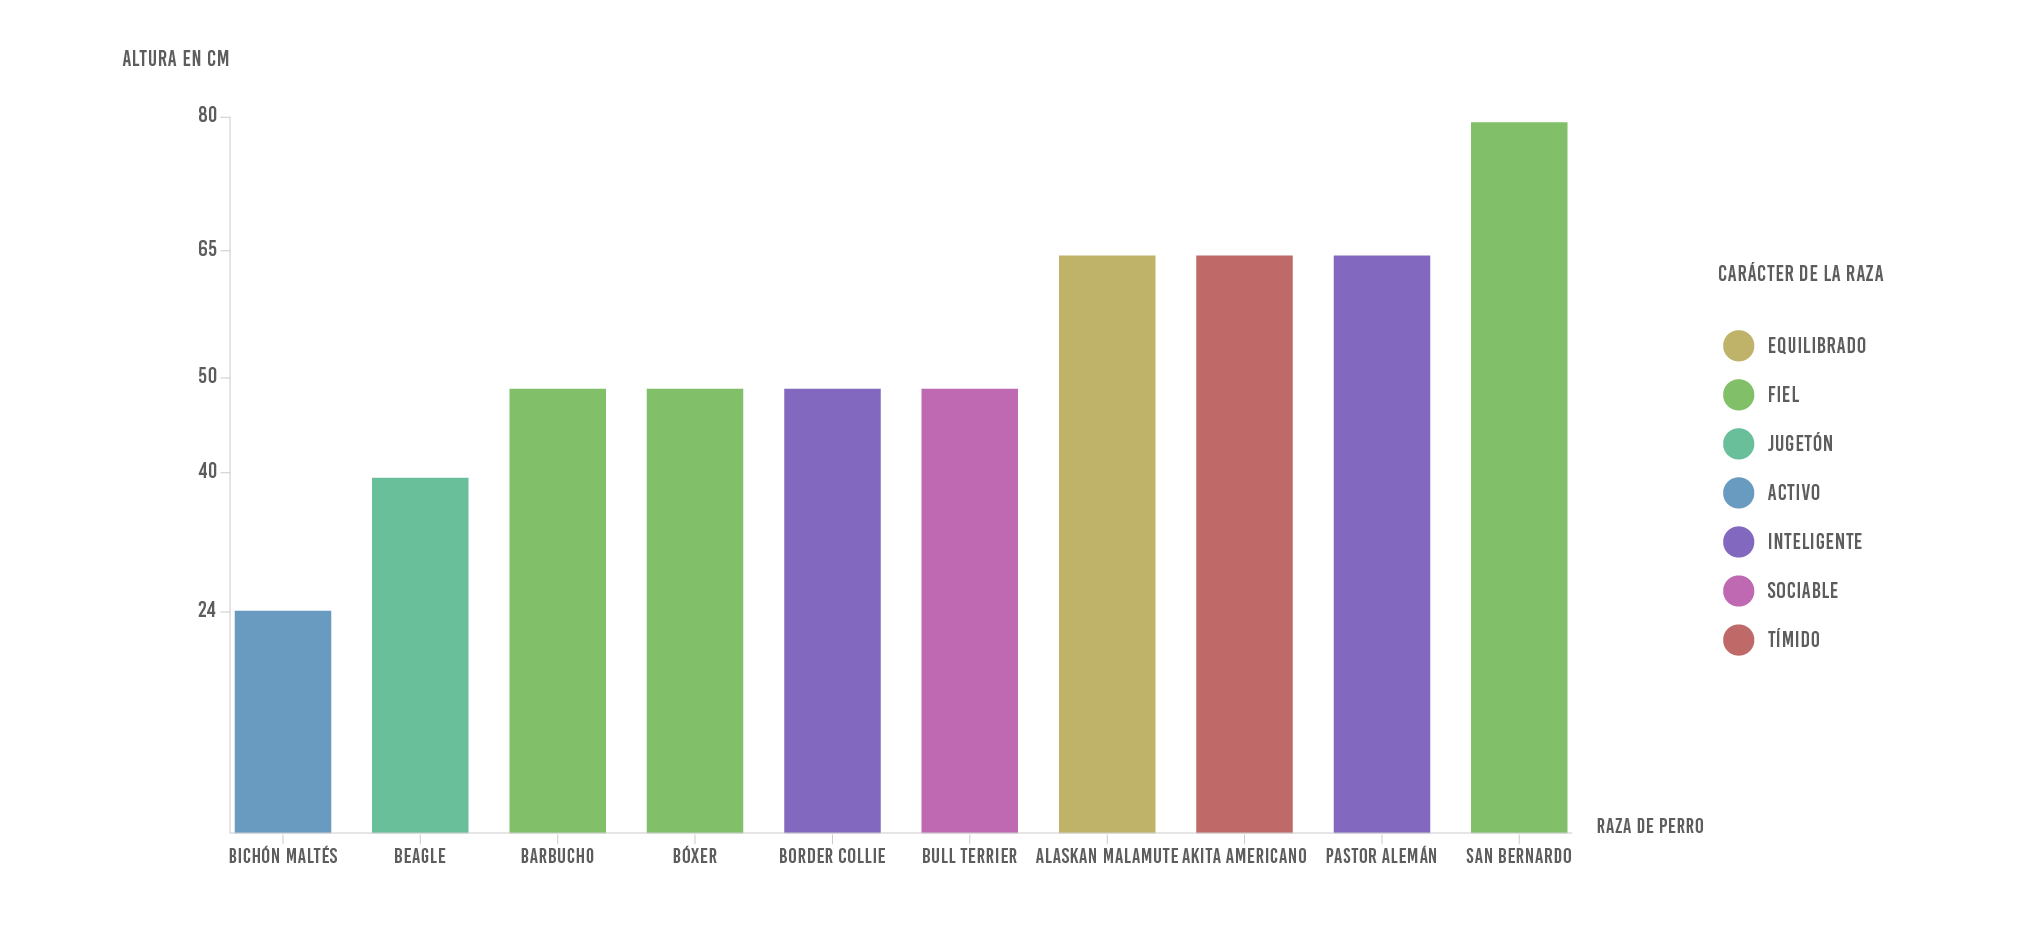 ALTURA EN CM
80
65
50
40
24
BICHÓN MALTÉS
BEAGLE
BARBUCHO
BÓXER
BORDER COLLIE
BULL TERRIER
ALASKAN MALAMUTE
AKITA AMERICANO
PASTOR ALEMÁN
SAN BERNARDO
RAZA DE PERRO
CARÁCTER DE LA RAZA
EQUILIBRADO
FIEL
JUGETÓN
ACTIVO
INTELIGENTE
SOCIABLE
TÍMIDO